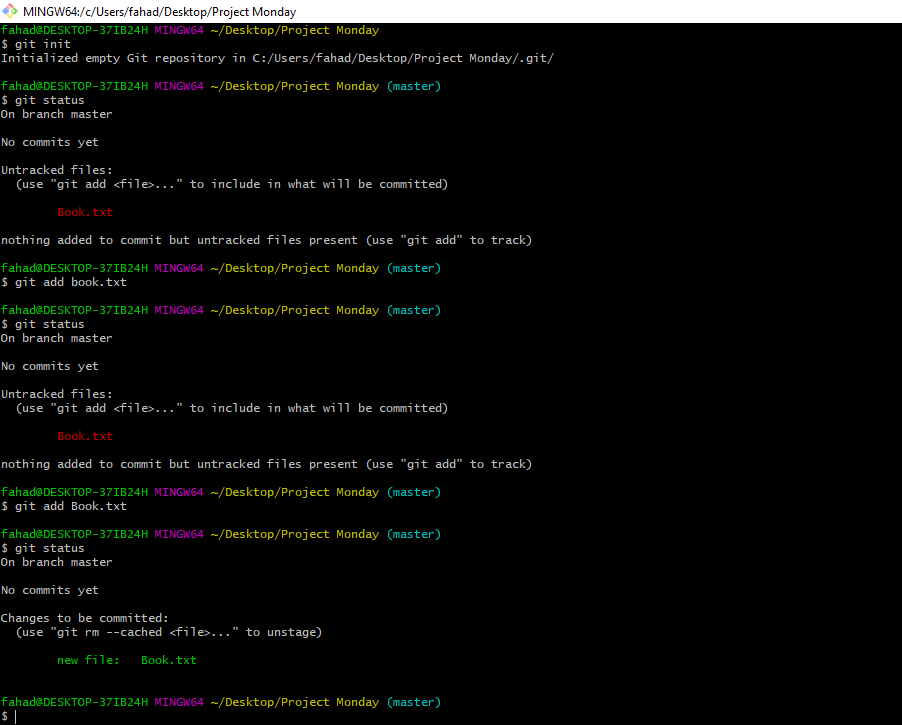 MINGW64:/c/Users/fahad/Desktop/Project Monday
fahad@DESKTOP-37IB24H MINGW64 ~/Desktop/Project Monday
$ git init
Initialized empty Git repository in C:/Users/fahad/Desktop/Project Monday/.git/
fahad@DESKTOP-37IB24H MINGW64 ~/Desktop/Project Monday (master)
$ git status
On branch master
No commits yet
Untracked files:
  (use "git add <file>..." to include in what will be committed)
        Book.txt
nothing added to commit but untracked files present (use "git add" to track)
fahad@DESKTOP-37IB24H MINGW64 ~/Desktop/Project Monday (master)
$ git add book.txt
fahad@DESKTOP-37IB24H MINGW64 ~/Desktop/Project Monday (master)
$ git status
On branch master
No commits yet
Untracked files:
  (use "git add <file>..." to include in what will be committed)
        Book.txt
nothing added to commit but untracked files present (use "git add" to track)
fahad@DESKTOP-37IB24H MINGW64 ~/Desktop/Project Monday (master)
$ git add Book.txt
fahad@DESKTOP-37IB24H MINGW64 ~/Desktop/Project Monday (master)
$ git status
On branch master
No commits yet
Changes to be committed:
  (use "git rm --cached <file>..." to unstage)
        new file:   Book.txt
fahad@DESKTOP-37IB24H MINGW64 ~/Desktop/Project Monday (master)
$